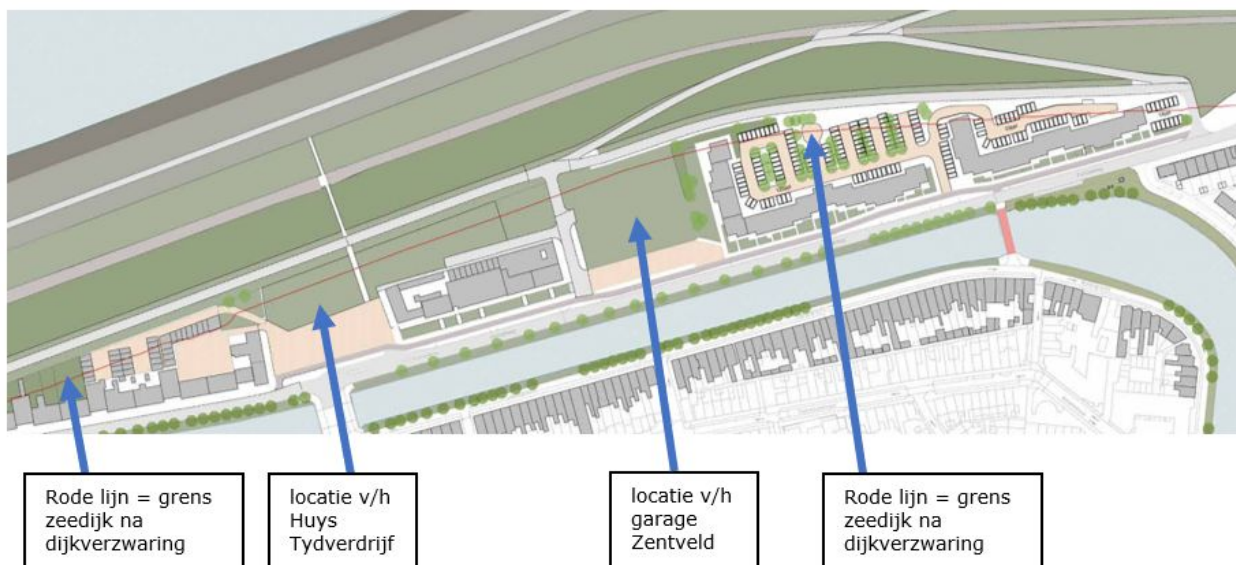 Rode lijn = grens
zeedijk na
dijkverzwaring
locatie v/h
Huys
Tydverdrijf
locatie v/h
garage
Zentveld
Rode lijn = grens
zeedijk na
dijkverzwaring